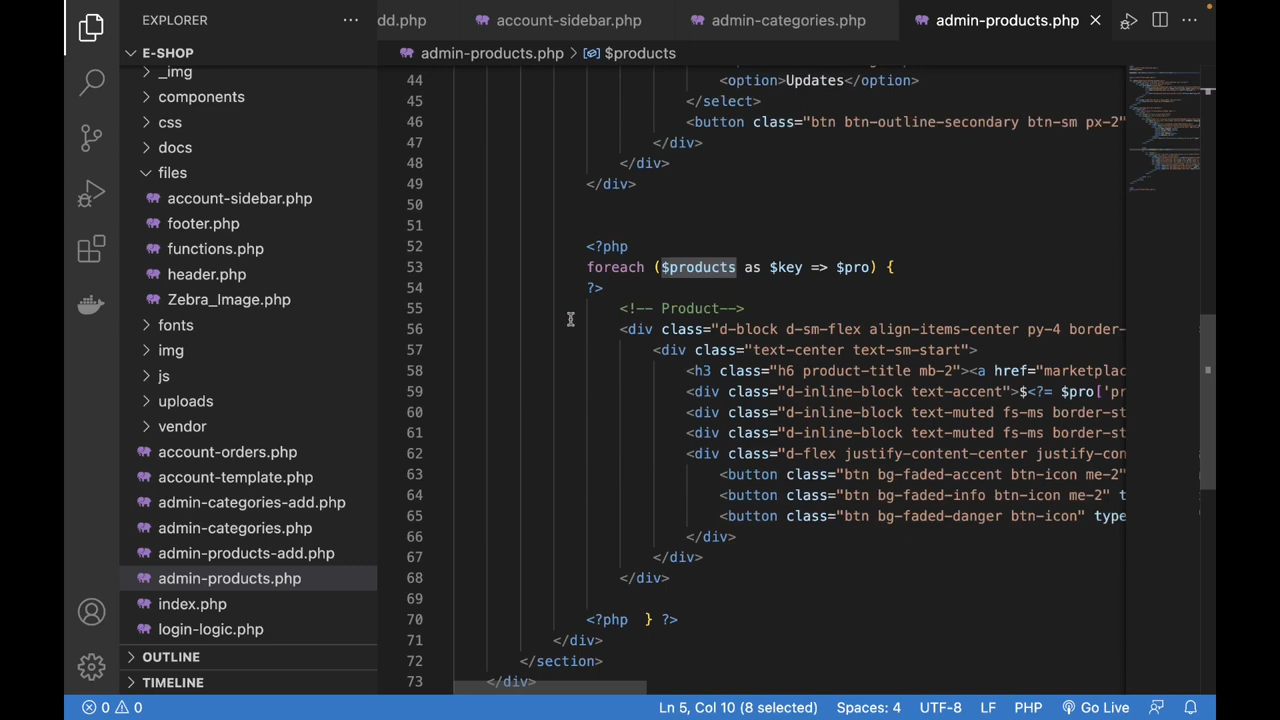 EXPLORER
E-SHOP
_img
components
css
docs
files
account-sidebar.php
footer.php
functions.php
header.php
Zebra_Image.php
fonts
img
js
uploads
vendor
account-orders.php
account-template.php
admin-categories-add.php
admin-categories.php
admin-products-add.php
admin-products.php
index.php
login-logic.php
OUTLINE
TIMELINE
dd.php account-sidebar.php admin-categories.php admin-products.php
admin-products.php > $products
44 <option>Updates</option>
45 </select>
46 <button class="btn btn-outline-secondary btn-sm px-2"
47 </div>
48 </div>
49 </div>
50
51
52 <?php
53 foreach ($products as $key => $pro) {
54 ?>
55 <!-- Product-->
56 <div class="d-block d-sm-flex align-items-center py-4 border-
57 <div class="text-center text-sm-start">
58 <h3 class="h6 product-title mb-2"><a href="marketplac
59 <div class="d-inline-block text-accent">$<?= $pro['pr
60 <div class="d-inline-block text-muted fs-ms border-st
61 <div class="d-inline-block text-muted fs-ms border-st
62 <div class="d-flex justify-content-center justify-con
63 <button class="btn bg-faded-accent btn-icon me-2"
64 <button class="btn bg-faded-info btn-icon me-2" t
65 <button class="btn bg-faded-danger btn-icon" type
66 </div>
67 </div>
68 </div>
69
70 <?php } ?>
71 </div>
72 </section>
73 </div>
0 0 Ln 5, Col 10 (8 selected) Spaces: 4 UTF-8 LF PHP Go Live